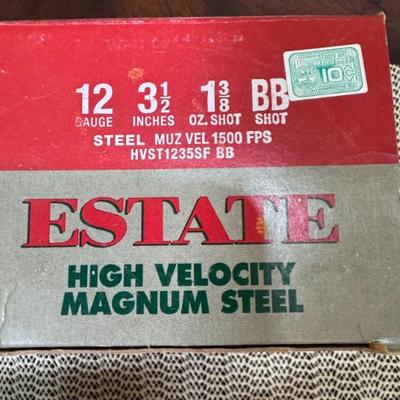 12 3½ 1⅜ BB
GAUGE INCHES OZ. SHOT SHOT
STEEL MUZ VEL 1500 FPS
HVST1235SF BB
10¢
ESTATE
HIGH VELOCITY
MAGNUM STEEL